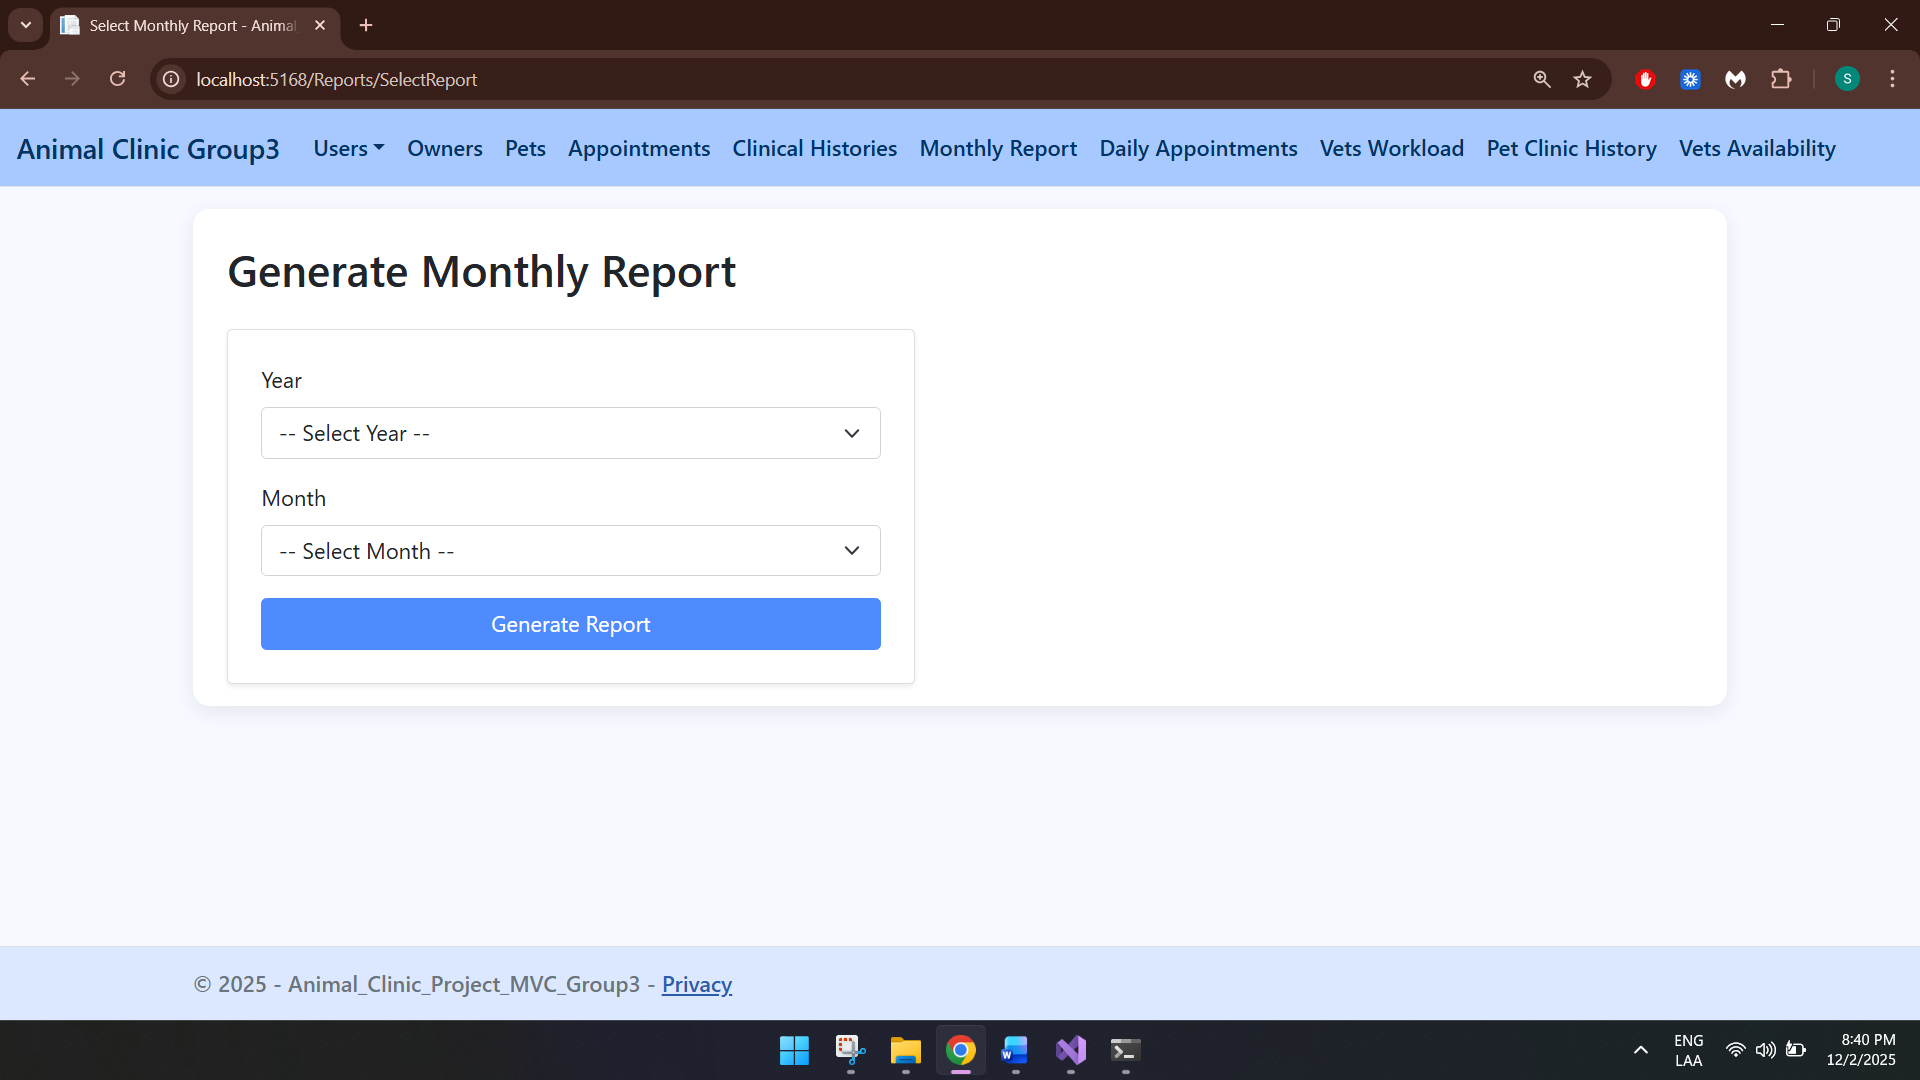 Select Monthly Report - Anima
localhost:5168/Reports/SelectReport
S
Animal Clinic Group3 Users Owners Pets Appointments Clinical Histories Monthly Report Daily Appointments Vets Workload Pet Clinic History Vets Availability
Generate Monthly Report
Year
-- Select Year --
Month
-- Select Month --
Generate Report
© 2025 - Animal_Clinic_Project_MVC_Group3 - Privacy
W
ENG
LAA
8:40 PM
12/2/2025